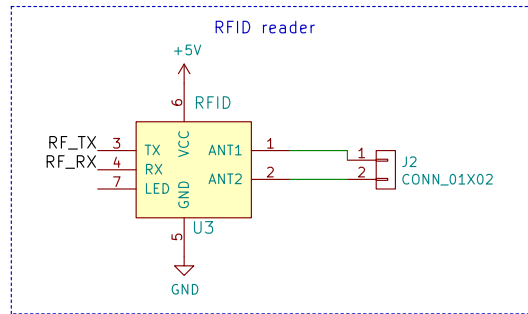 RFID reader
+5V
6
RFID
RF_TX
3
TX
VCC
ANT1
1
1
J2
RF_RX
4
RX
ANT2
2
2
CONN_01X02
7
LED
GND
U3
5
GND